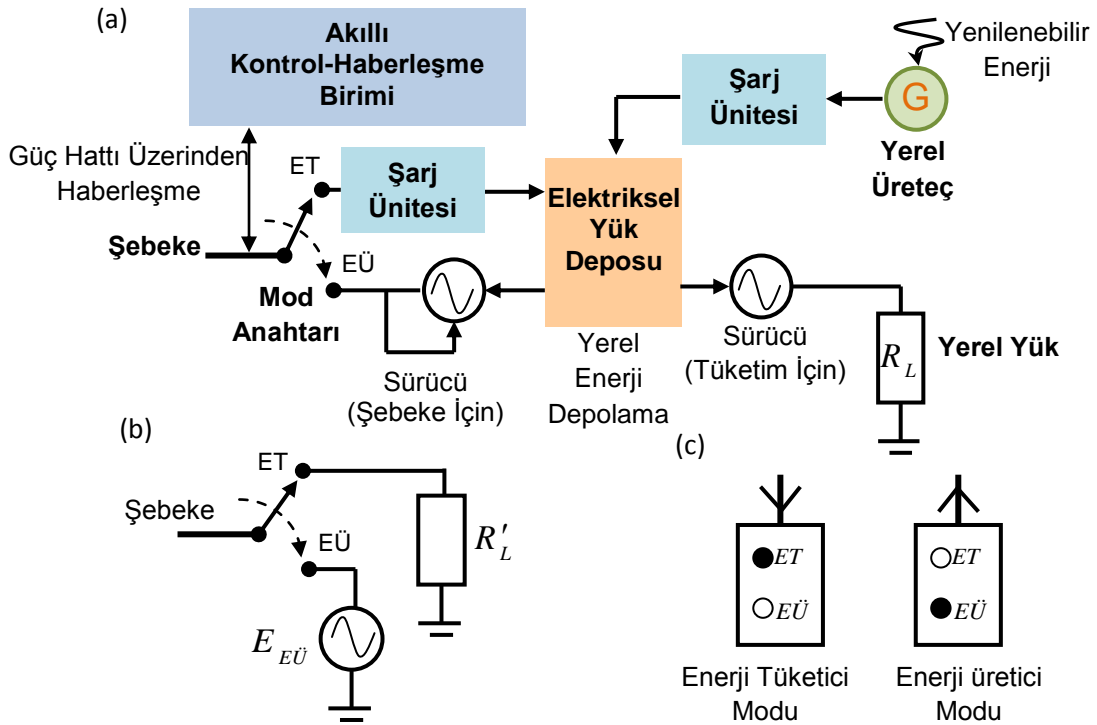 (a)
Akıllı
Kontrol-Haberleşme
Birimi
Güç Hattı Üzerinden
Haberleşme
ET
Şarj
Ünitesi
Şebeke
EÜ
Mod
Anahtarı
Sürücü
(Şebeke İçin)
Elektriksel
Yük
Deposu
Yerel
Enerji
Depolama
Şarj
Ünitesi
Yenilenebilir
Enerji
G
Yerel
Üreteç
Sürücü
(Tüketim İçin)
R_L
Yerel Yük
(b)
ET
Şebeke
EÜ
R'_L
E_EÜ
(c)
ET
EÜ
Enerji Tüketici
Modu
ET
EÜ
Enerji üretici
Modu